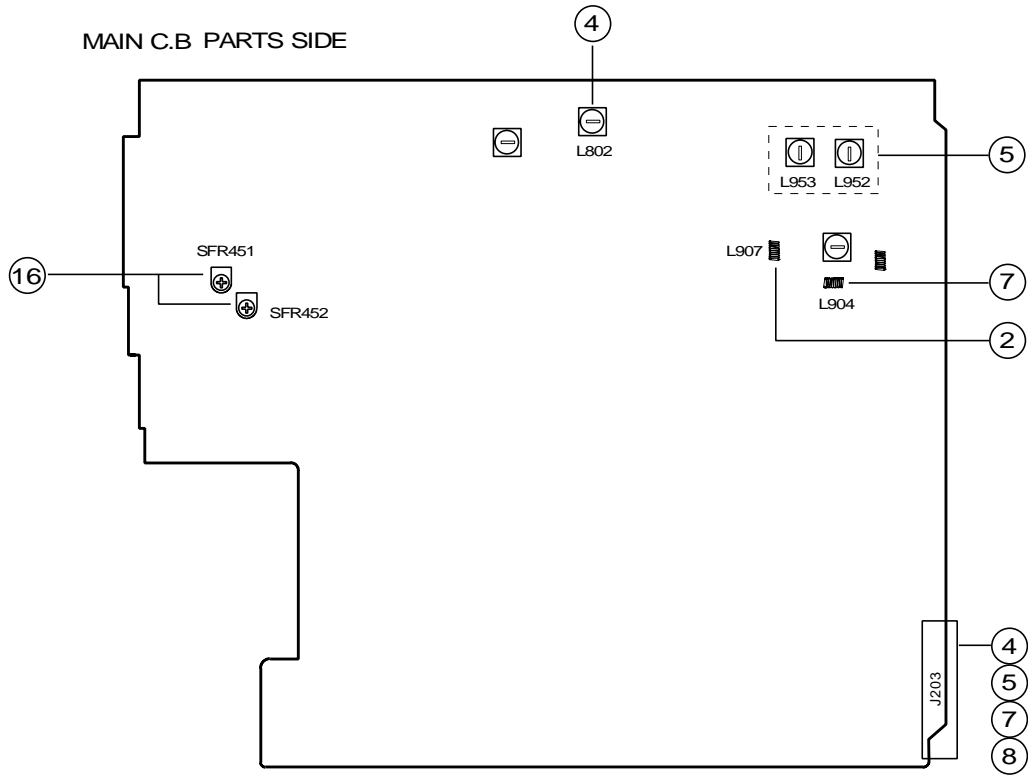 4
MAIN C.B PARTS SIDE
L802
5
L953 L952
SFR451
L907
16
7
SFR452
L904
2
J203
4
5
7
8